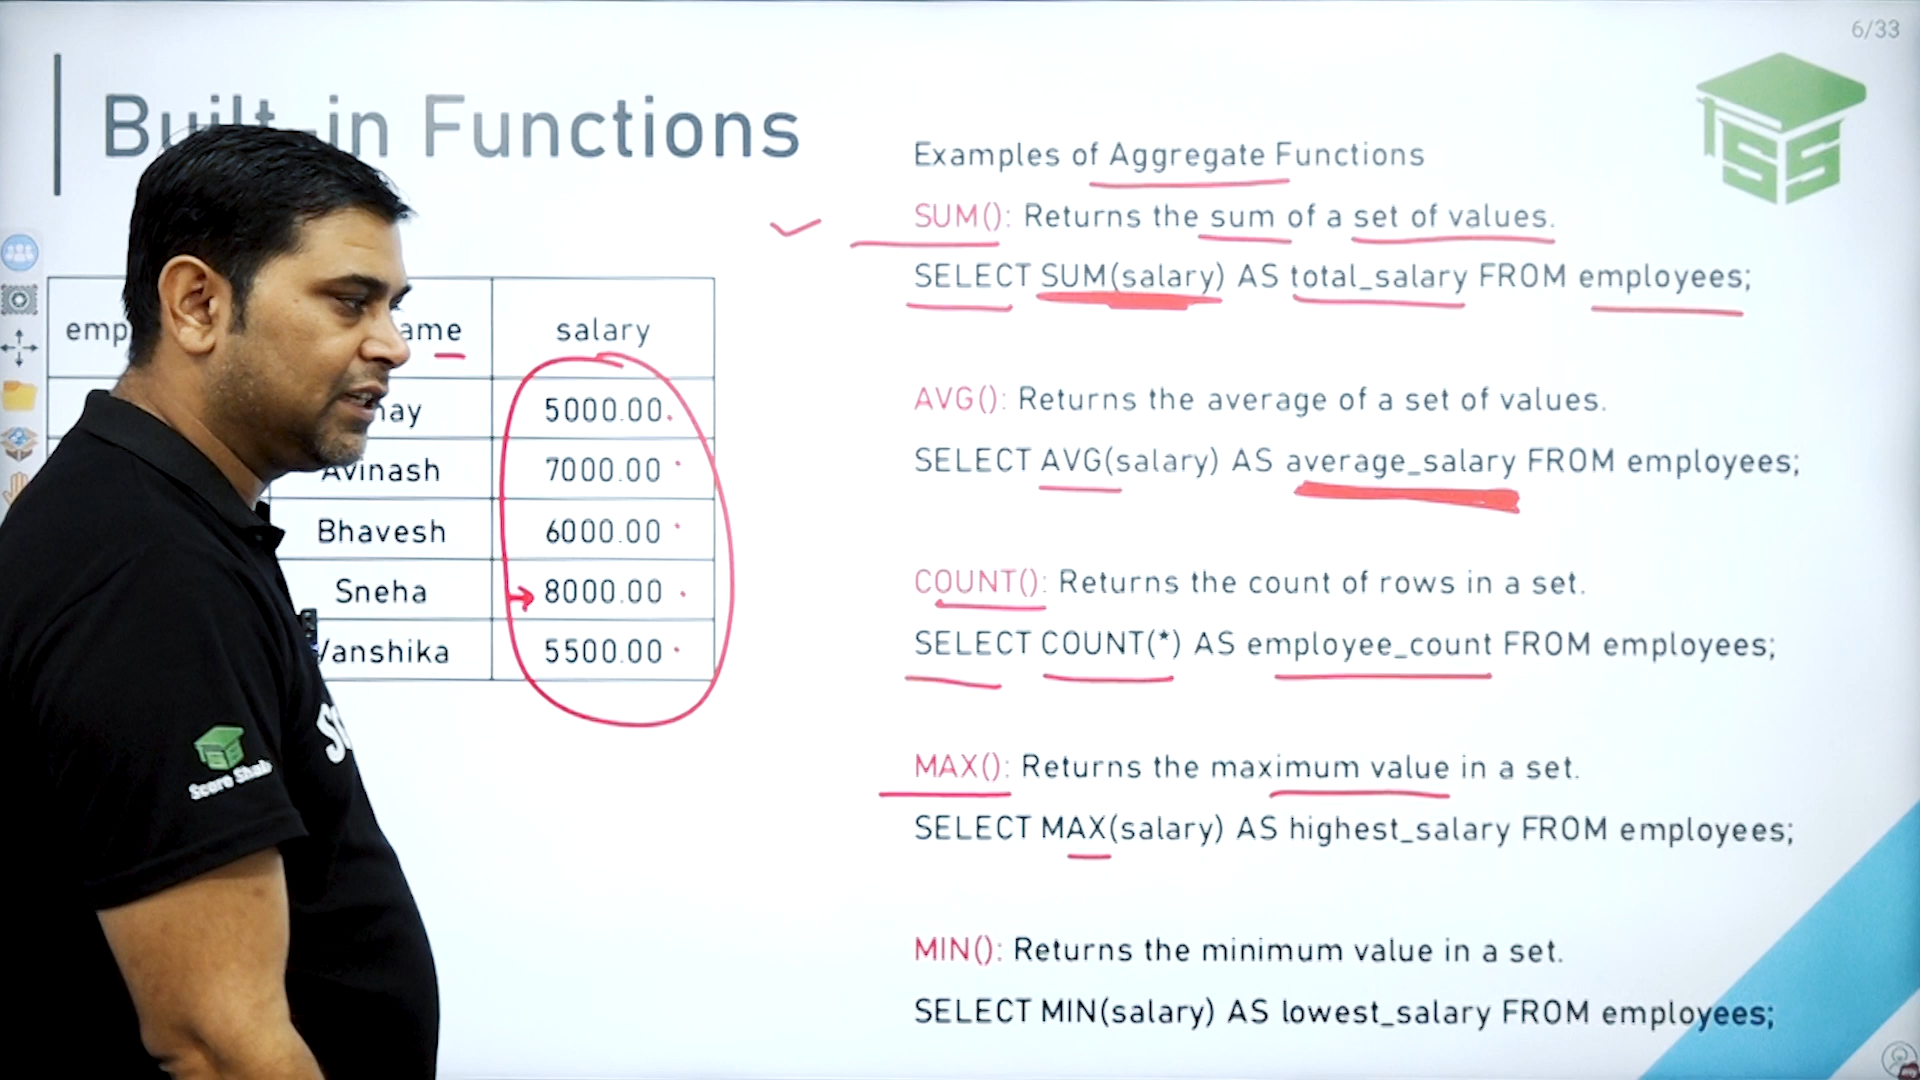 6/33
Built-in Functions
SS
Examples of Aggregate Functions
SUM(): Returns the sum of a set of values.
SELECT SUM(salary) AS total_salary FROM employees;
AVG(): Returns the average of a set of values.
SELECT AVG(salary) AS average_salary FROM employees;
COUNT(): Returns the count of rows in a set.
SELECT COUNT(*) AS employee_count FROM employees;
MAX(): Returns the maximum value in a set.
SELECT MAX(salary) AS highest_salary FROM employees;
MIN(): Returns the minimum value in a set.
SELECT MIN(salary) AS lowest_salary FROM employees;
salary
5000.00
Avinash 7000.00
Bhavesh 6000.00
Sneha 8000.00
Vanshika 5500.00